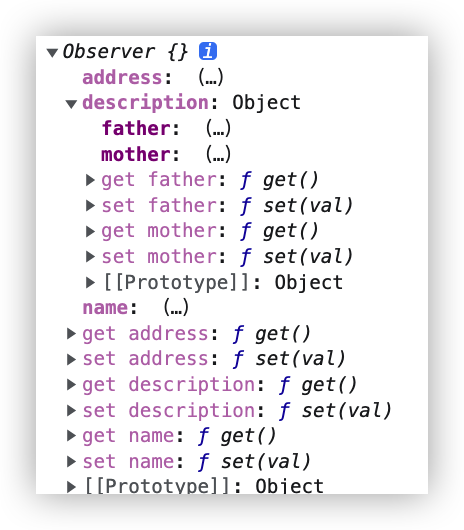 Observer {} i
address: (…)
description: Object
father: (…)
mother: (…)
get father: ƒ get()
set father: ƒ set(val)
get mother: ƒ get()
set mother: ƒ set(val)
[[Prototype]]: Object
name: (…)
get address: ƒ get()
set address: ƒ set(val)
get description: ƒ get()
set description: ƒ set(val)
get name: ƒ get()
set name: ƒ set(val)
[[Prototype]]: Object